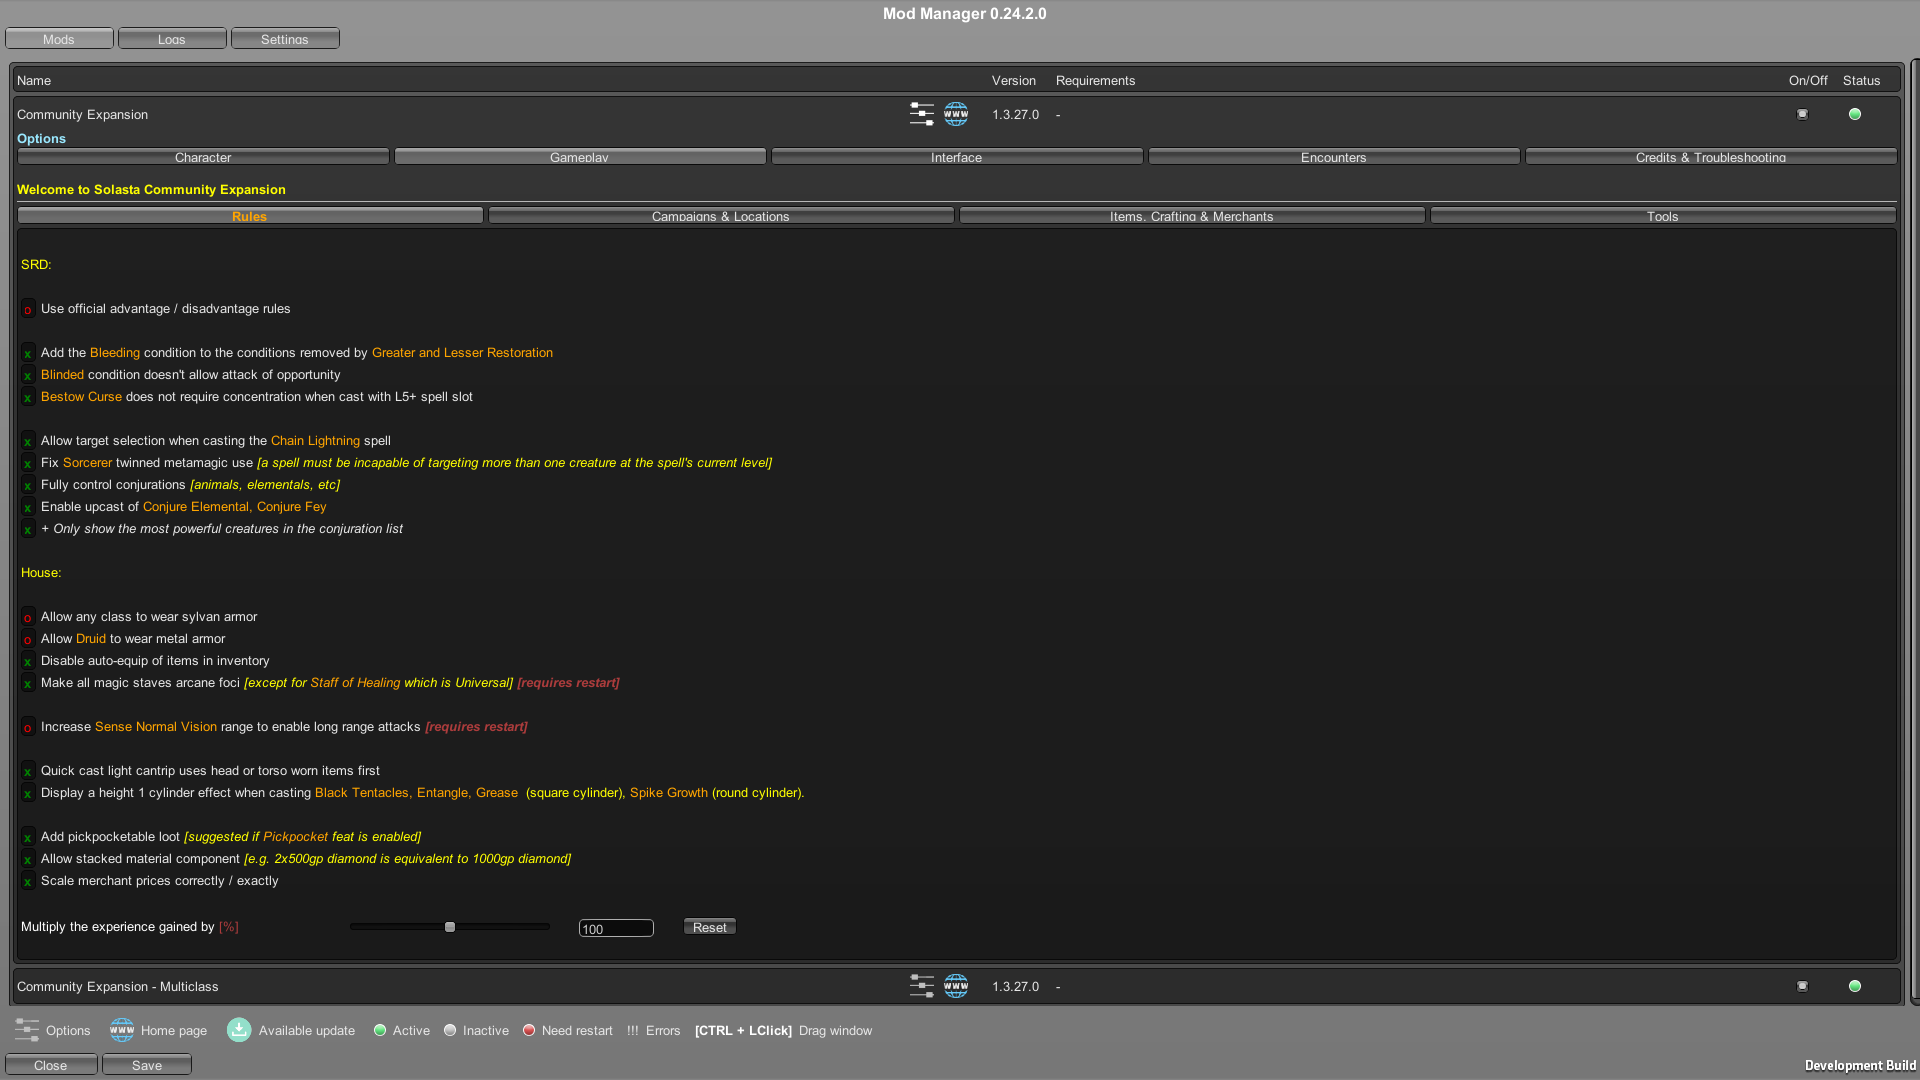 Mod Manager 0.24.2.0
Mods Logs Settings
Name Version Requirements On/Off Status
Community Expansion WWW 1.3.27.0 -
Options
Character Gameplay Interface Encounters Credits & Troubleshooting
Welcome to Solasta Community Expansion
Rules Campaigns & Locations Items, Crafting & Merchants Tools
SRD:
o Use official advantage / disadvantage rules
x Add the Bleeding condition to the conditions removed by Greater and Lesser Restoration
x Blinded condition doesn't allow attack of opportunity
x Bestow Curse does not require concentration when cast with L5+ spell slot
x Allow target selection when casting the Chain Lightning spell
x Fix Sorcerer twinned metamagic use [a spell must be incapable of targeting more than one creature at the spell's current level]
x Fully control conjurations [animals, elementals, etc]
x Enable upcast of Conjure Elemental, Conjure Fey
x + Only show the most powerful creatures in the conjuration list
House:
o Allow any class to wear sylvan armor
o Allow Druid to wear metal armor
x Disable auto-equip of items in inventory
x Make all magic staves arcane foci [except for Staff of Healing which is Universal] [requires restart]
o Increase Sense Normal Vision range to enable long range attacks [requires restart]
x Quick cast light cantrip uses head or torso worn items first
x Display a height 1 cylinder effect when casting Black Tentacles, Entangle, Grease (square cylinder), Spike Growth (round cylinder).
x Add pickpocketable loot [suggested if Pickpocket feat is enabled]
x Allow stacked material component [e.g. 2x500gp diamond is equivalent to 1000gp diamond]
x Scale merchant prices correctly / exactly
Multiply the experience gained by [%] 100 Reset
Community Expansion - Multiclass WWW 1.3.27.0 -
Options WWW Home page Available update Active Inactive Need restart !!! Errors [CTRL + LClick] Drag window
Close Save
Development Build